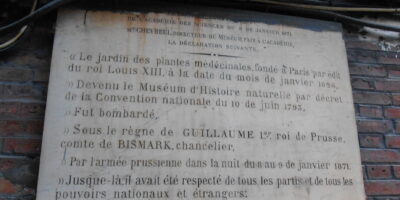 DE L'ACADÉMIE DES SCIENCES DU 9 DE JANVIER 1871
Mr CHEVREUL, DIRECTEUR DU MUSÉUM, FAIT À L'ACADÉMIE,
LA DÉCLARATION SUIVANTE.
» Le jardin des plantes médécinales, fondé à Paris par édit
du roi Louis XIII, à la date du mois de janvier 1626,
» Devenu le Muséum d'Histoire naturelle par décret
de la Convention nationale du 10 de juin 1793,
» Fut bombardé,
» Sous le règne de GUILLAUME 1er roi de Prusse,
comte de BISMARK, chancelier,
» Par l'armée prussienne dans la nuit du 8 au 9 de janvier 1871.
» Jusque-là il avait été respecté de tous les partis et de tous les
pouvoirs nationaux et étrangers: